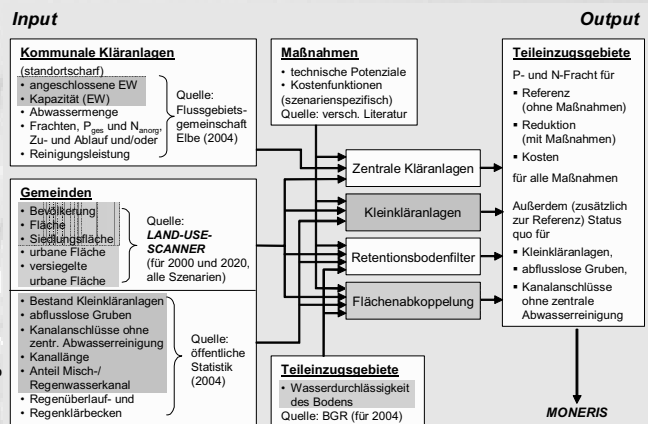 Input
Output
Kommunale Kläranlagen
(standortscharf)
• angeschlossene EW
• Kapazität (EW)
• Abwassermenge
• Frachten, Pges und Nanorg,
Zu- und Ablauf und/oder
• Reinigungsleistung
Quelle:
Flussgebiets-
gemeinschaft
Elbe (2004)
Gemeinden
• Bevölkerung
• Fläche
• Siedlungsfläche
• urbane Fläche
• versiegelte
urbane Fläche
Quelle:
LAND-USE-
SCANNER
(für 2000 und 2020,
alle Szenarien)
• Bestand Kleinkläranlagen
• abflusslose Gruben
• Kanalanschlüsse ohne
zentr. Abwasserreinigung
• Kanallänge
• Anteil Misch-/
Regenwasserkanal
• Regenüberlauf- und
• Regenklärbecken
Quelle:
öffentliche
Statistik
(2004)
Maßnahmen
• technische Potenziale
• Kostenfunktionen
(szenarienspezifisch)
Quelle: versch. Literatur
Zentrale Kläranlagen
Kleinkläranlagen
Retentionsbodenfilter
Flächenabkoppelung
Teileinzugsgebiete
• Wasserdurchlässigkeit
des Bodens
Quelle: BGR (für 2004)
Teileinzugsgebiete
P- und N-Fracht für
▪ Referenz
(ohne Maßnahmen)
▪ Reduktion
(mit Maßnahmen)
▪ Kosten
für alle Maßnahmen
Außerdem (zusätzlich
zur Referenz) Status
quo für
▪ Kleinkläranlagen,
▪ abflusslose Gruben,
▪ Kanalanschlüsse
ohne zentrale
Abwasserreinigung
MONERIS